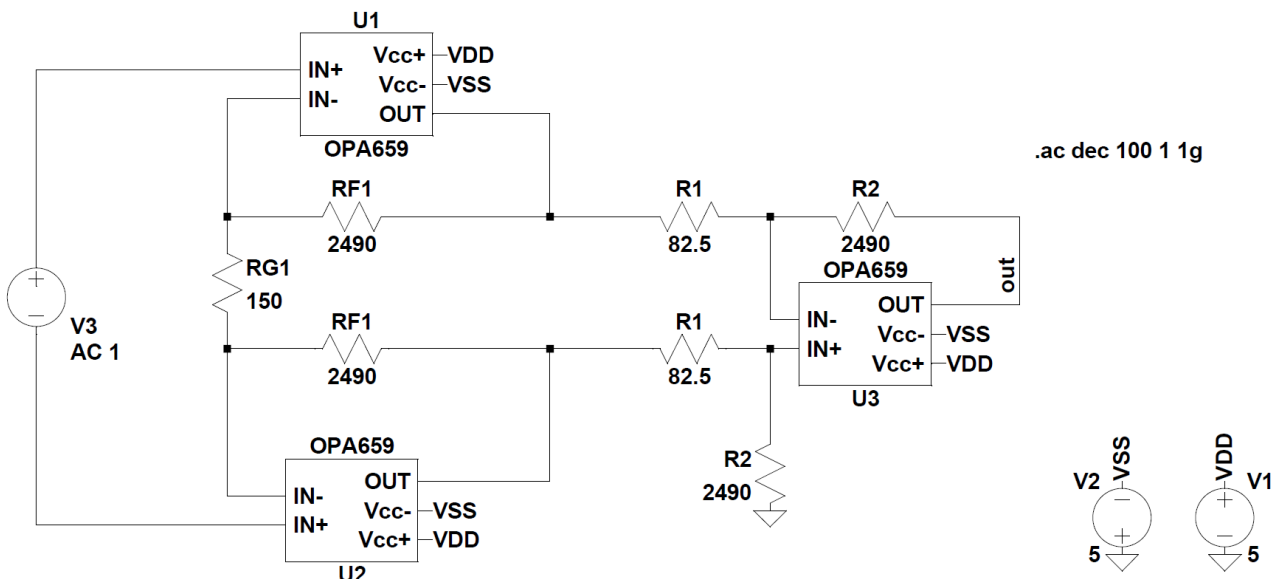 U1
Vcc+ VDD
IN+
Vcc- VSS
IN-
OUT
OPA659
.ac dec 100 1 1g
RF1
2490
R1
82.5
R2
2490
RG1
150
OPA659
out
OUT
IN-
Vcc- VSS
IN+
Vcc+ VDD
U3
V3
AC 1
RF1
2490
R1
82.5
OPA659
OUT
IN-
Vcc- VSS
IN+
Vcc+ VDD
U2
R2
2490
V2
VSS
5
VDD
V1
5